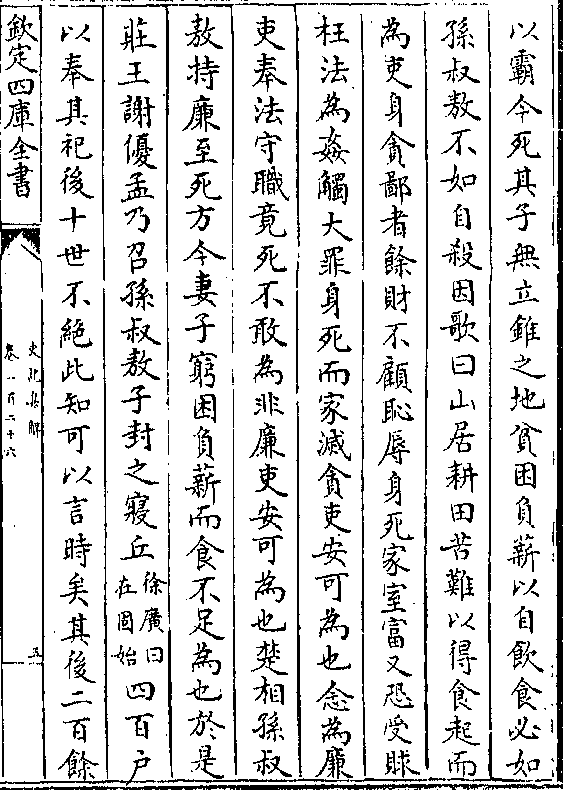 以霸今死其子無立錐之地貧困負薪以自飲食必如
孫叔敖不如自殺因歌曰山居耕田苦難以得食起而
為吏身貪鄙者餘財不顧恥辱身死家室富又恐受賕
枉法為姦觸大罪身死而家滅貪吏安可為也念為廉
吏奉法守職竟死不敢為非廉吏安可為也楚相孫叔
敖持廉至死方今妻子窮困負薪而食不足為也於是
莊王謝優孟乃召孫叔敖子封之寢丘徐廣曰在固始四百户
以奉其祀後十世不絶此知可以言時矣其後二百餘
欽定四庫全書
史記集解
卷一百二十六
五